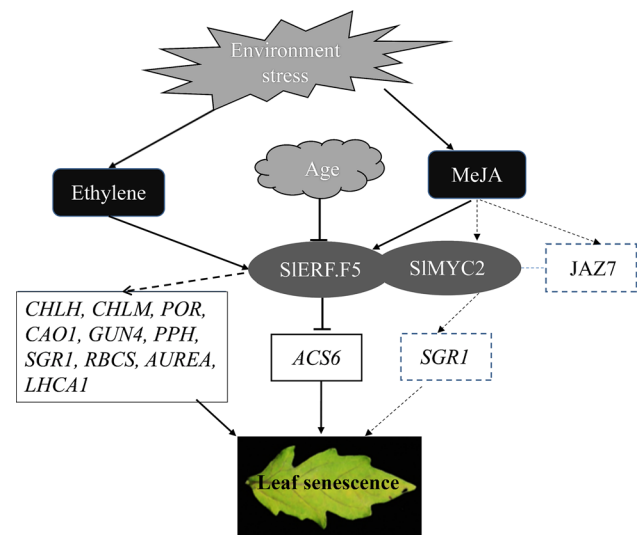 Environment
stress
Age
Ethylene
MeJA
SlERF.F5
SlMYC2
JAZ7
CHLH, CHLM, POR,
CAO1, GUN4, PPH,
SGR1, RBCS, AUREA,
LHCA1
ACS6
SGR1
Leaf senescence